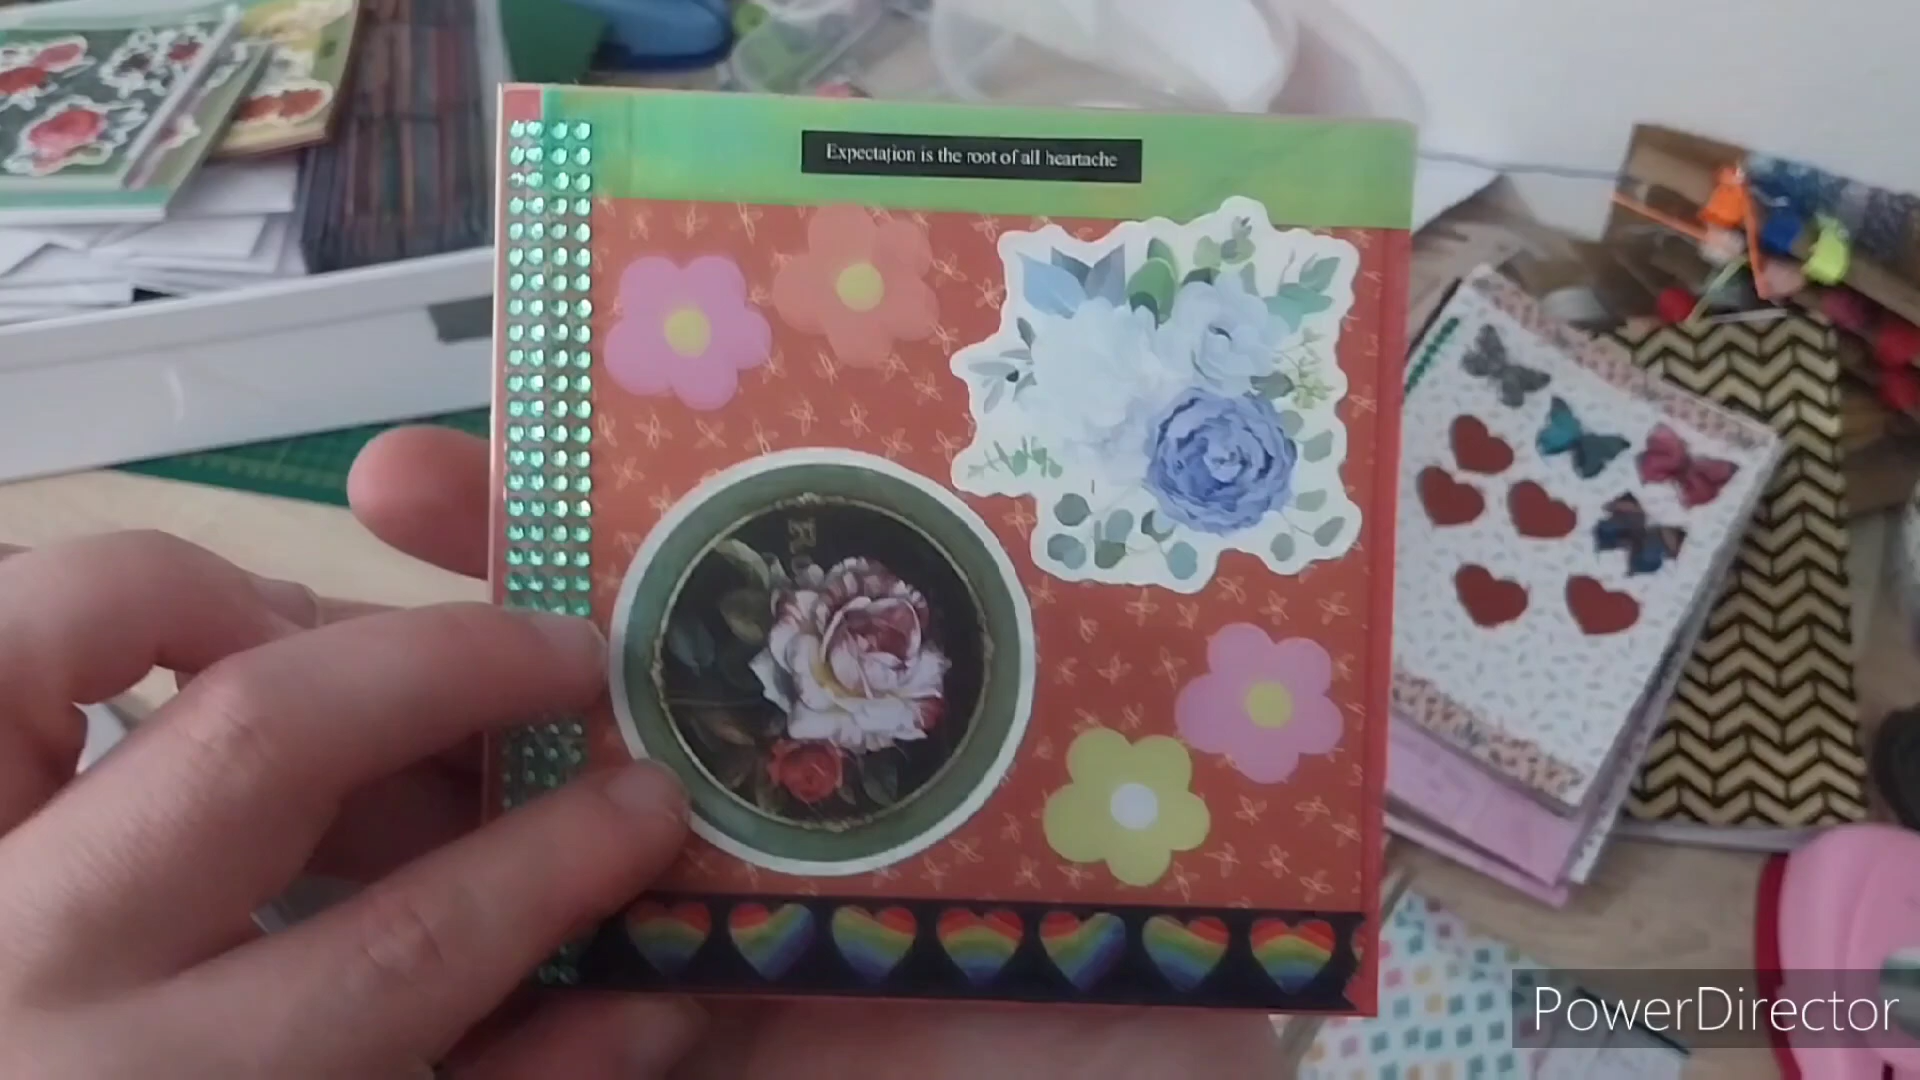 Expectation is the root of all heartache
PowerDirector